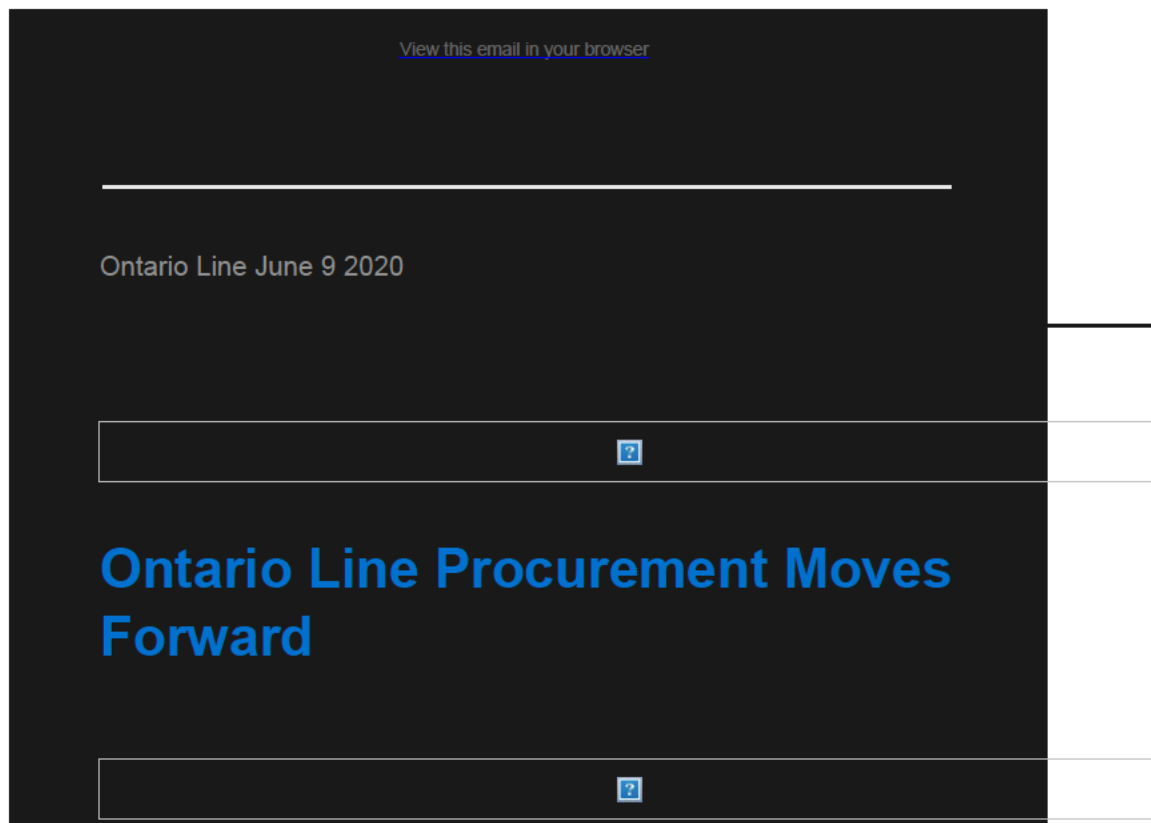 View this email in your browser
Ontario Line June 9 2020
?
Ontario Line Procurement Moves
Forward
?